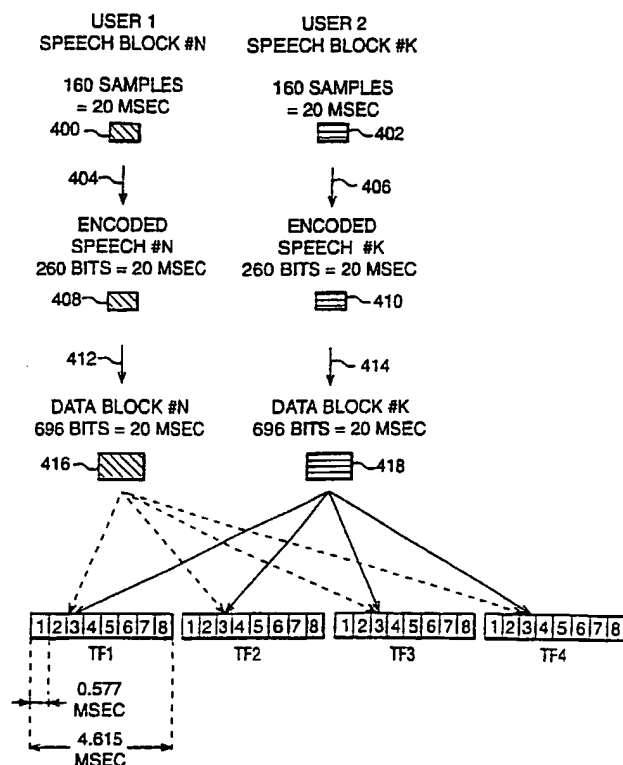 USER 1
SPEECH BLOCK #N
USER 2
SPEECH BLOCK #K
160 SAMPLES
= 20 MSEC
160 SAMPLES
= 20 MSEC
400
402
404
406
ENCODED
SPEECH #N
260 BITS = 20 MSEC
ENCODED
SPEECH #K
260 BITS = 20 MSEC
408
410
412
414
DATA BLOCK #N
696 BITS = 20 MSEC
DATA BLOCK #K
696 BITS = 20 MSEC
416
418
1 2 3 4 5 6 7 8
1 2 3 4 5 6 7 8
1 2 3 4 5 6 7 8
1 2 3 4 5 6 7 8
TF1
TF2
TF3
TF4
0.577
MSEC
4.615
MSEC